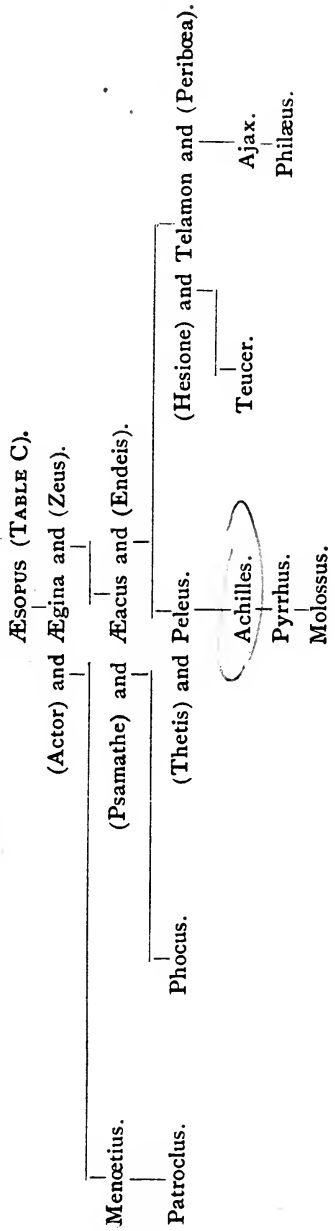 ÆSOPUS (TABLE C).
(Actor) and Ægina and (Zeus).
(Psamathe) and Æacus and (Endeis).
Menœtius.
Phocus.
(Thetis) and Peleus.
(Hesione) and Telamon and (Peribœa).
Patroclus.
Achilles.
Teucer.
Ajax.
Pyrrhus.
Philæus.
Molossus.